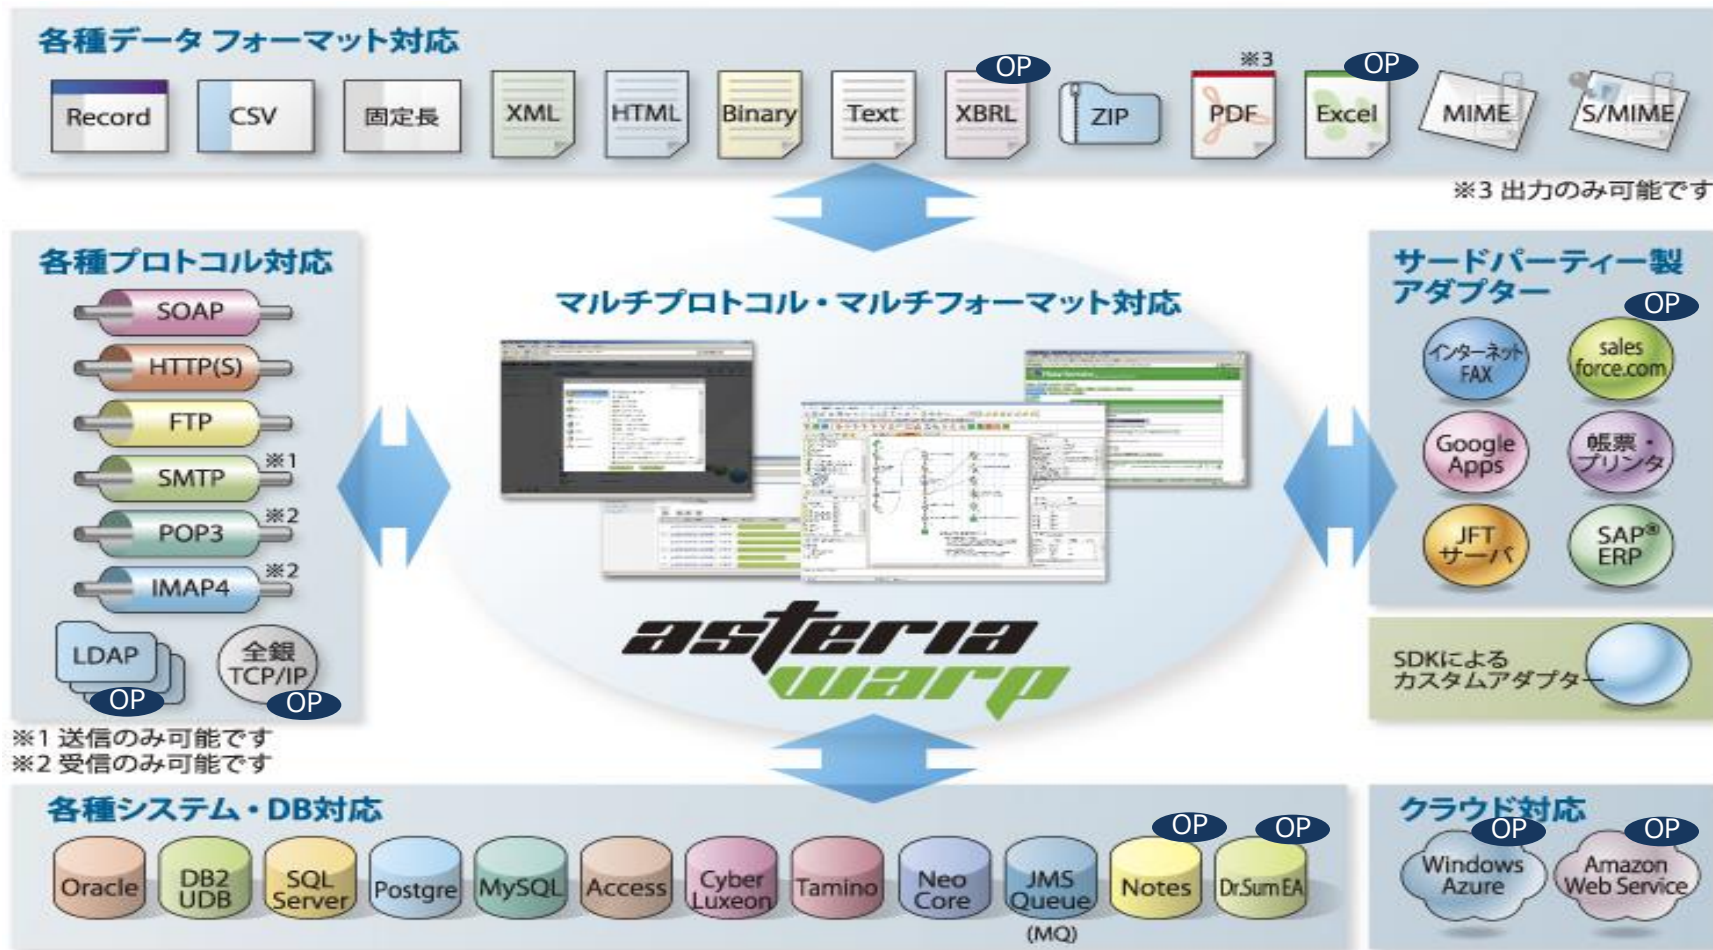 各種データ フォーマット対応
Record
CSV
固定長
XML
HTML
Binary
Text
OP
XBRL
ZIP
※3
PDF
OP
Excel
MIME
S/MIME
※3 出力のみ可能です
各種プロトコル対応
SOAP
HTTP(S)
FTP
SMTP
※1
POP3
※2
IMAP4
※2
LDAP
OP
全銀
TCP/IP
OP
※1 送信のみ可能です
※2 受信のみ可能です
マルチプロトコル・マルチフォーマット対応
asteria
warp
サードパーティー製
アダプター
OP
インターネット
FAX
sales
force.com
Google
Apps
帳票・
プリンタ
JFT
サーバ
SAP®
ERP
SDKによる
カスタムアダプター
各種システム・DB対応
Oracle
DB2
UDB
SQL
Server
Postgre
MySQL
Access
Cyber
Luxeon
Tamino
Neo
Core
JMS
Queue
(MQ)
OP
Notes
OP
Dr.Sum EA
クラウド対応
OP
Windows
Azure
OP
Amazon
Web Service